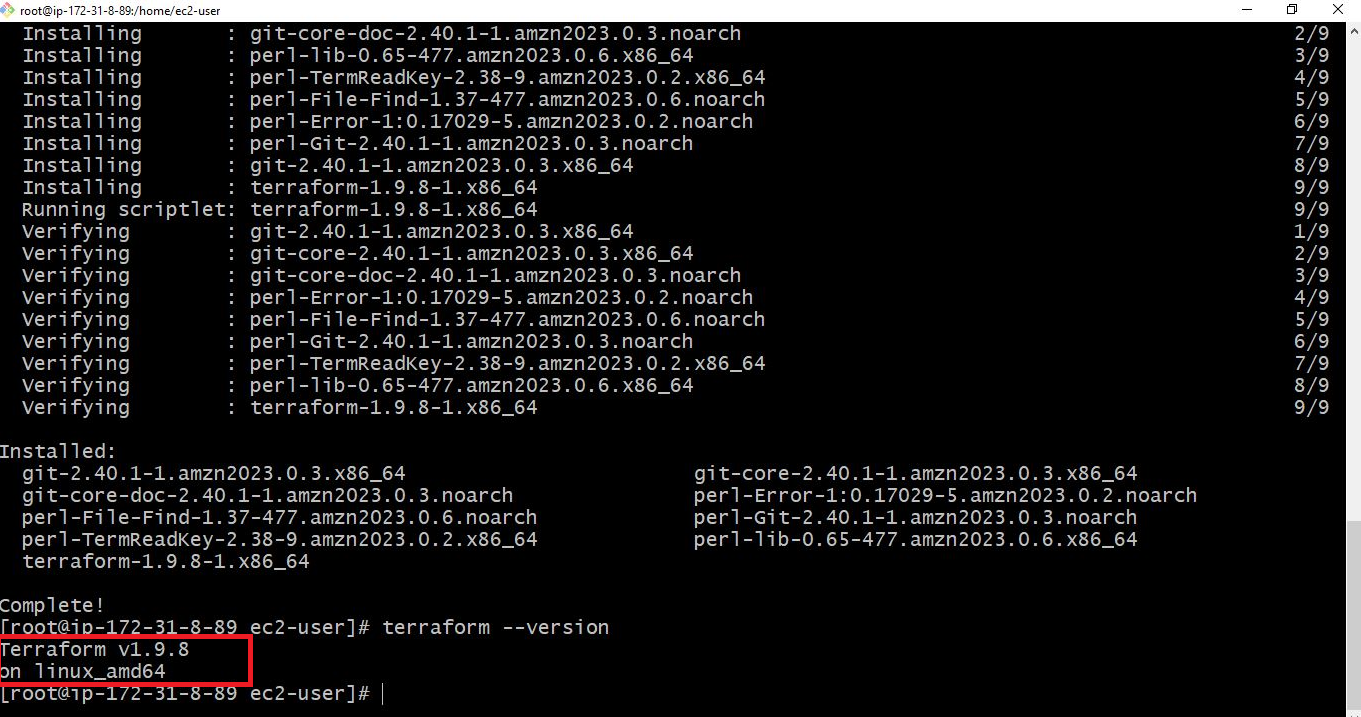 root@ip-172-31-8-89:/home/ec2-user
Installing : git-core-doc-2.40.1-1.amzn2023.0.3.noarch 2/9
Installing : perl-lib-0.65-477.amzn2023.0.6.x86_64 3/9
Installing : perl-TermReadKey-2.38-9.amzn2023.0.2.x86_64 4/9
Installing : perl-File-Find-1.37-477.amzn2023.0.6.noarch 5/9
Installing : perl-Error-1:0.17029-5.amzn2023.0.2.noarch 6/9
Installing : perl-Git-2.40.1-1.amzn2023.0.3.noarch 7/9
Installing : git-2.40.1-1.amzn2023.0.3.x86_64 8/9
Installing : terraform-1.9.8-1.x86_64 9/9
Running scriptlet: terraform-1.9.8-1.x86_64 9/9
Verifying : git-2.40.1-1.amzn2023.0.3.x86_64 1/9
Verifying : git-core-2.40.1-1.amzn2023.0.3.x86_64 2/9
Verifying : git-core-doc-2.40.1-1.amzn2023.0.3.noarch 3/9
Verifying : perl-Error-1:0.17029-5.amzn2023.0.2.noarch 4/9
Verifying : perl-File-Find-1.37-477.amzn2023.0.6.noarch 5/9
Verifying : perl-Git-2.40.1-1.amzn2023.0.3.noarch 6/9
Verifying : perl-TermReadKey-2.38-9.amzn2023.0.2.x86_64 7/9
Verifying : perl-lib-0.65-477.amzn2023.0.6.x86_64 8/9
Verifying : terraform-1.9.8-1.x86_64 9/9
Installed:
git-2.40.1-1.amzn2023.0.3.x86_64 git-core-2.40.1-1.amzn2023.0.3.x86_64
git-core-doc-2.40.1-1.amzn2023.0.3.noarch perl-Error-1:0.17029-5.amzn2023.0.2.noarch
perl-File-Find-1.37-477.amzn2023.0.6.noarch perl-Git-2.40.1-1.amzn2023.0.3.noarch
perl-TermReadKey-2.38-9.amzn2023.0.2.x86_64 perl-lib-0.65-477.amzn2023.0.6.x86_64
terraform-1.9.8-1.x86_64
Complete!
[root@ip-172-31-8-89 ec2-user]# terraform --version
Terraform v1.9.8
on linux_amd64
[root@ip-172-31-8-89 ec2-user]#